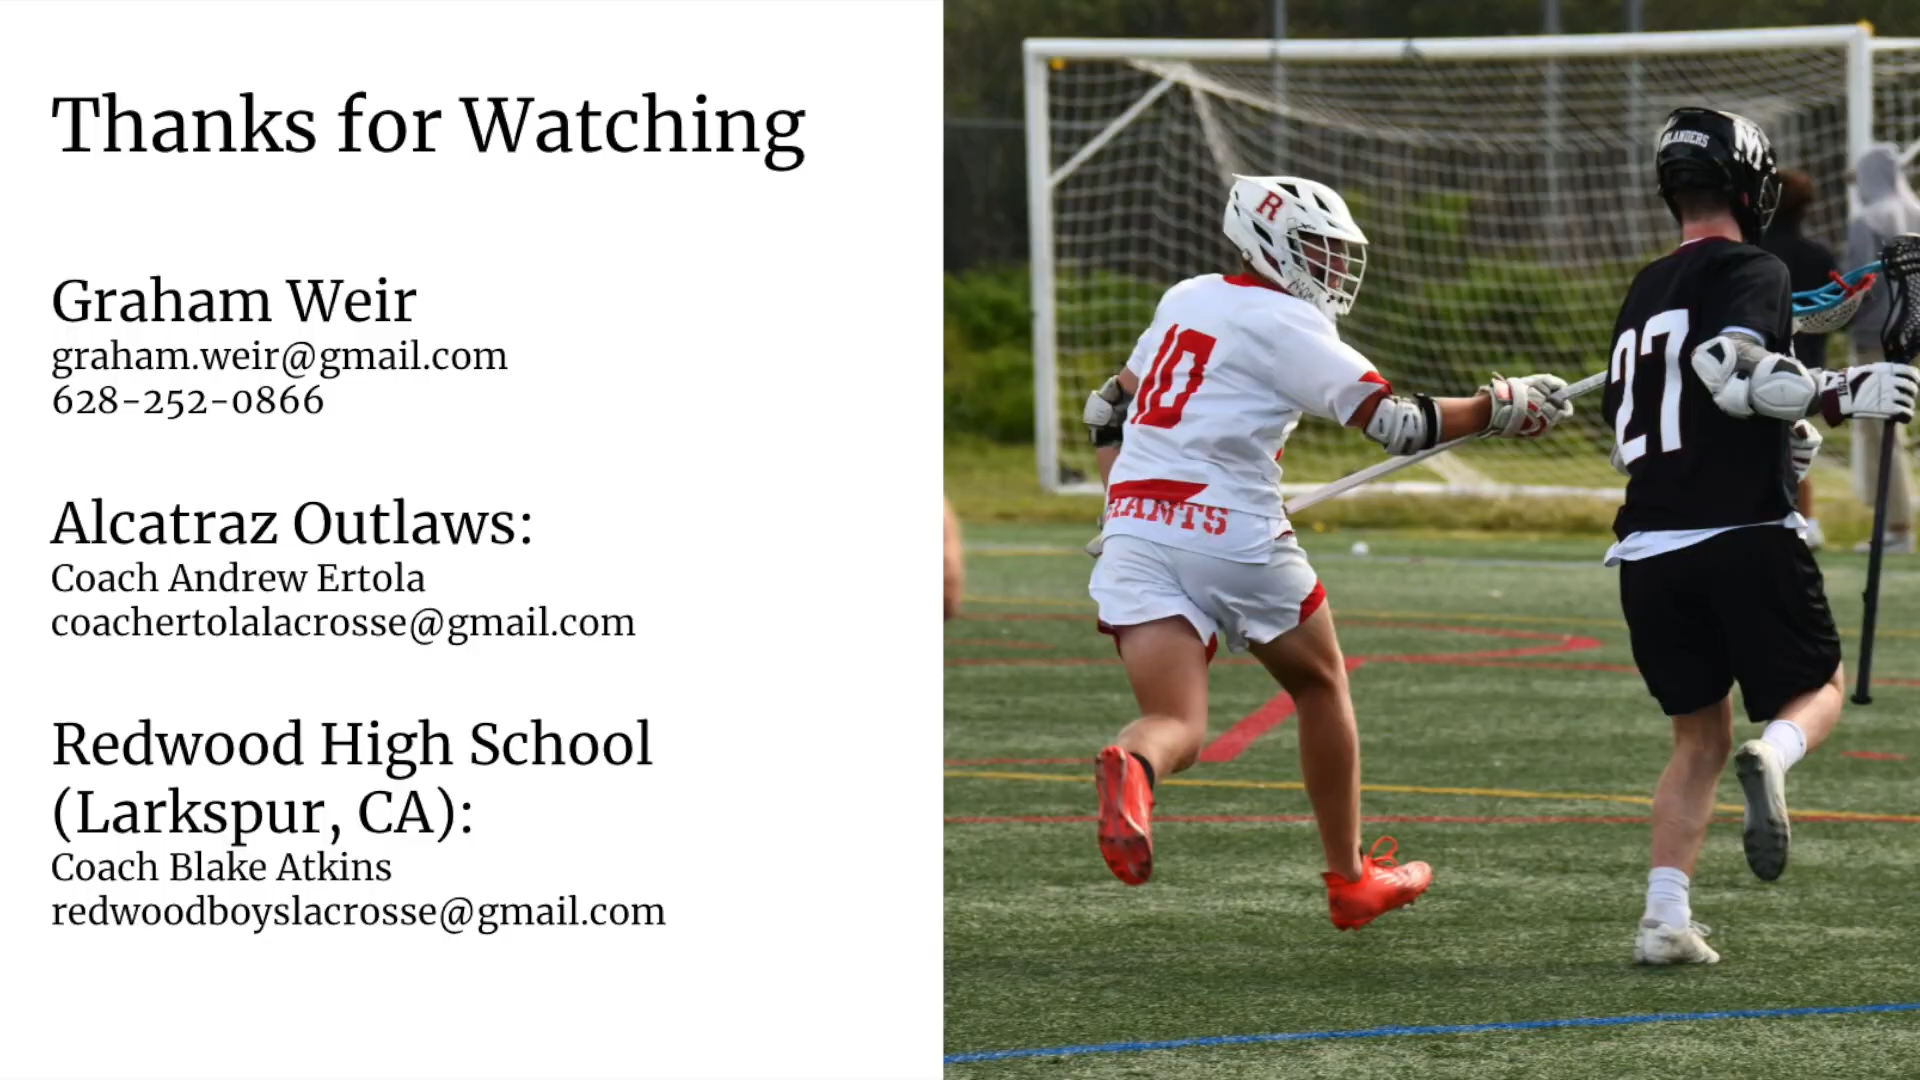 Thanks for Watching
Graham Weir
graham.weir@gmail.com
628-252-0866
Alcatraz Outlaws:
Coach Andrew Ertola
coachertolalacrosse@gmail.com
Redwood High School
(Larkspur, CA):
Coach Blake Atkins
redwoodboyslacrosse@gmail.com
R
10
GIANTS
27